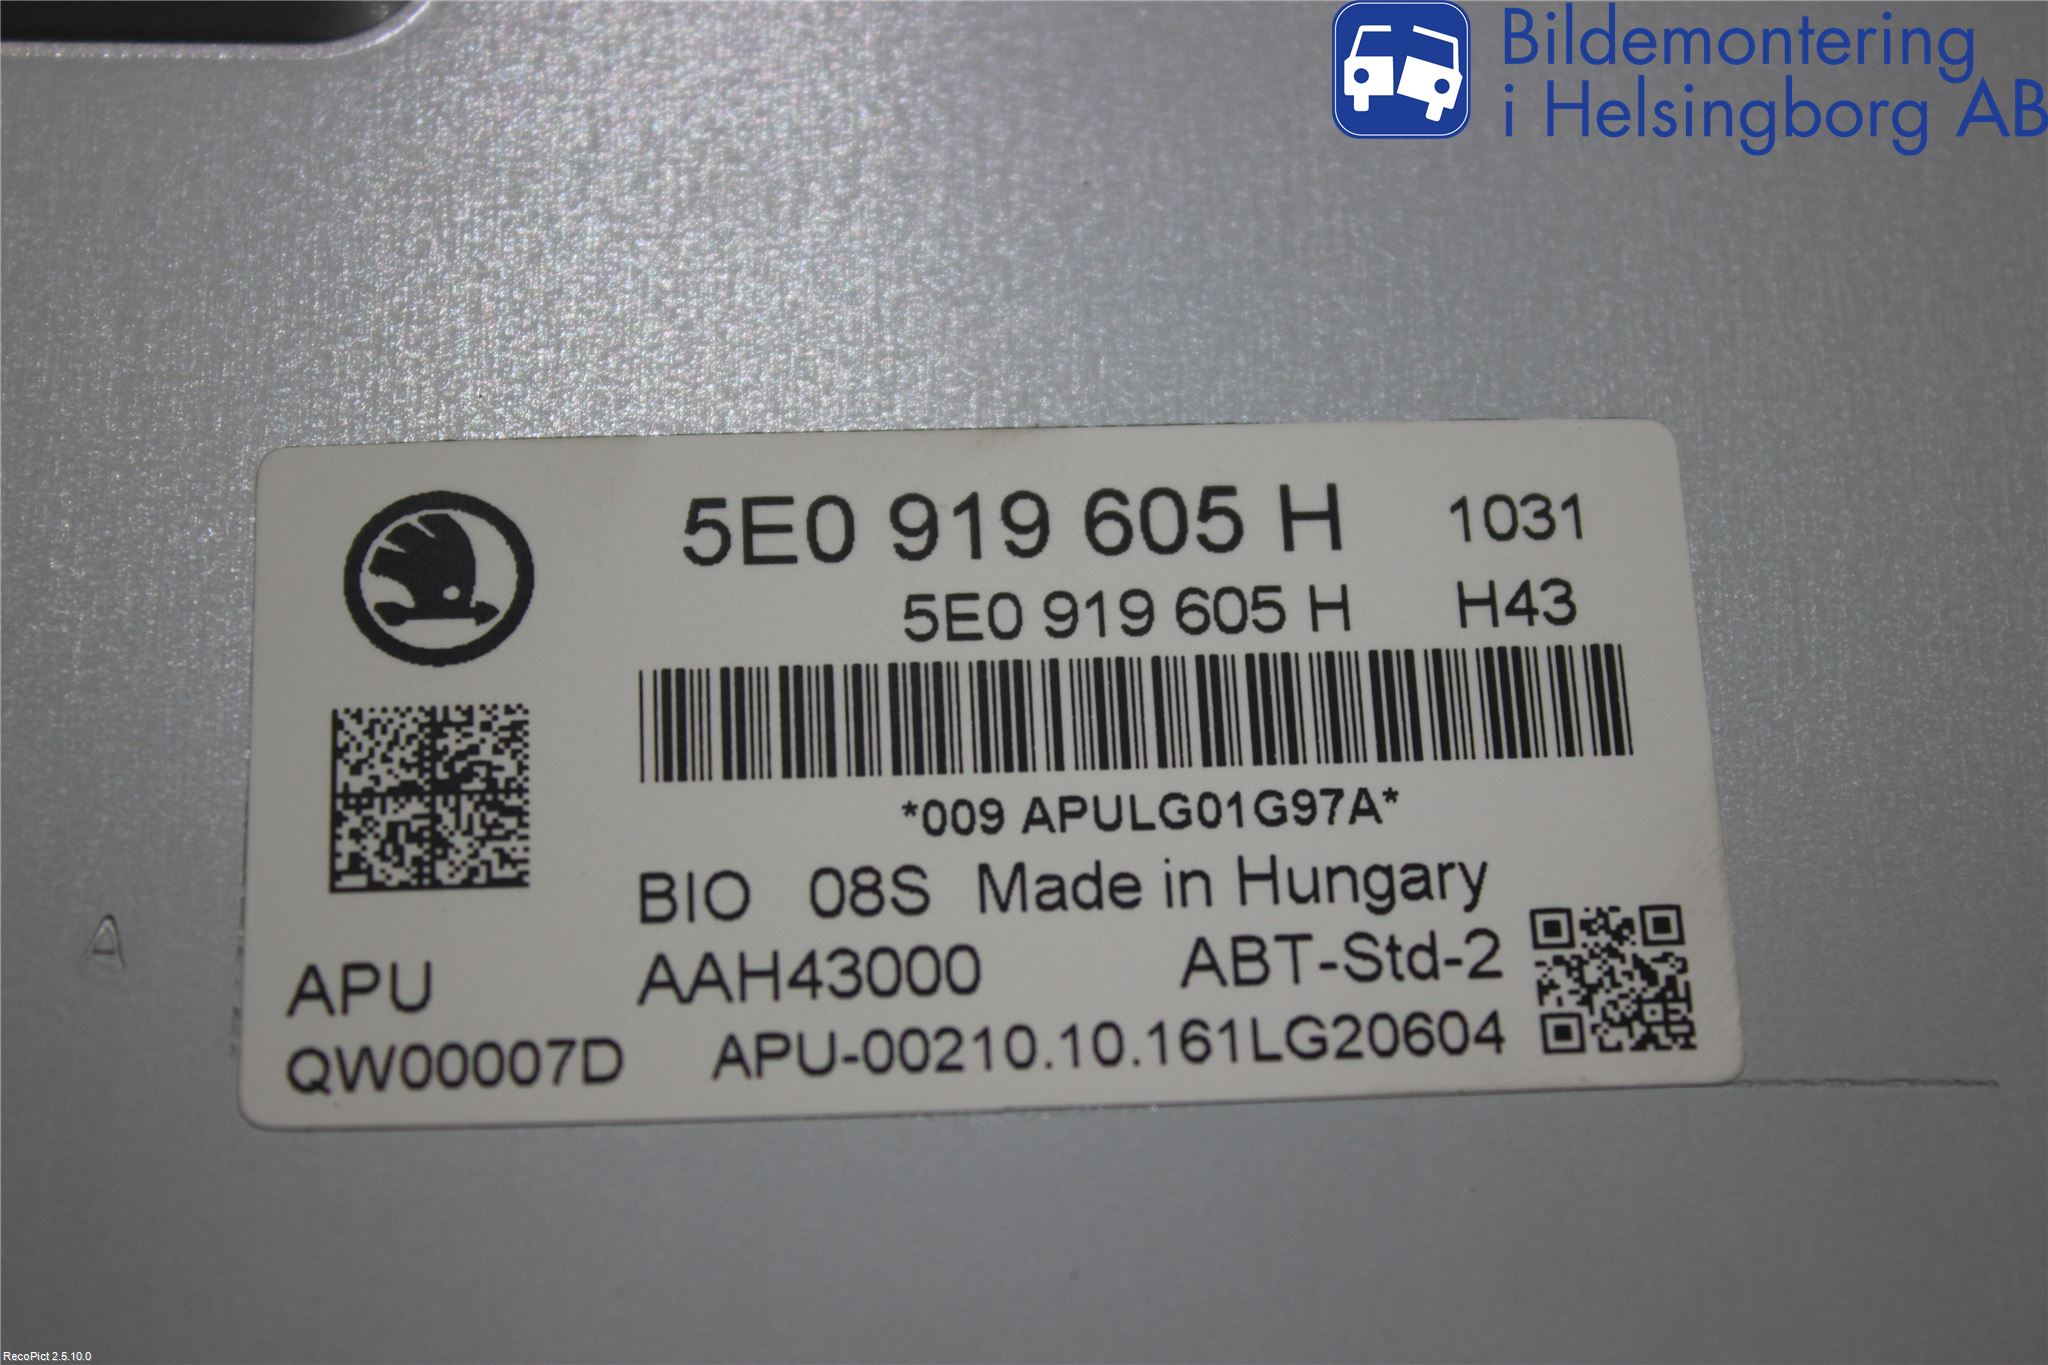 Bildemontering
i Helsingborg AB
5E0 919 605 H 1031
5E0 919 605 H H43
*009 APULG01G97A*
BIO 08S Made in Hungary
APU AAH43000 ABT-Std-2
QW00007D APU-00210.10.161LG20604
A
RecoPict 2.5.10.0